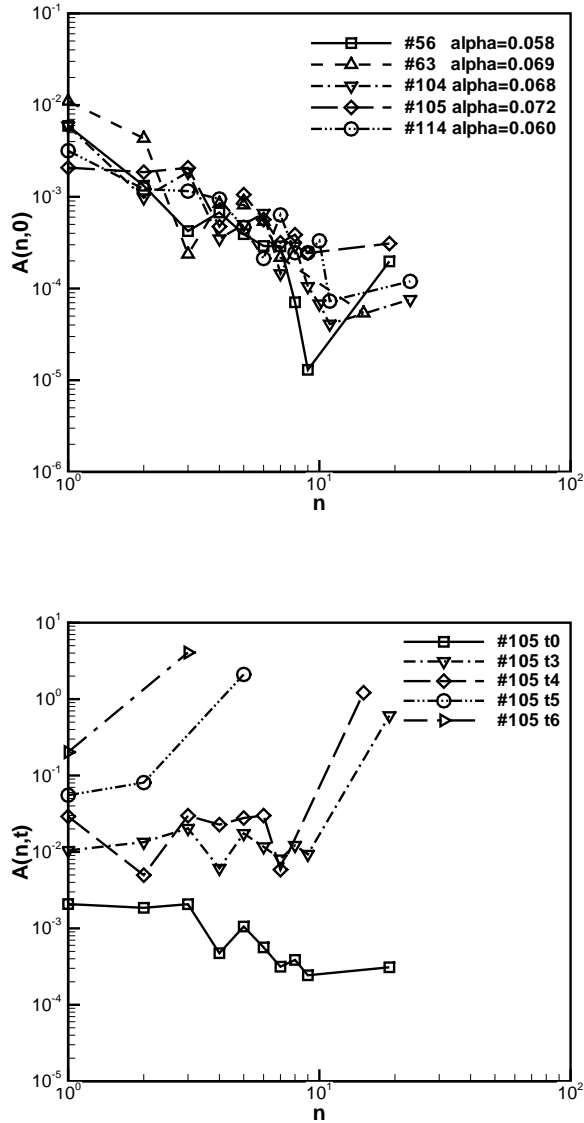 #56 alpha=0.058
#63 alpha=0.069
#104 alpha=0.068
#105 alpha=0.072
#114 alpha=0.060
10^-2
10^-3
10^-4
10^-5
10^-6
A(n,0)
10^0
10^1
10^2
n
#105 t0
#105 t3
#105 t4
#105 t5
#105 t6
10^1
10^0
10^-1
10^-2
10^-3
10^-4
10^-5
A(n,t)
10^0
10^1
10^2
n